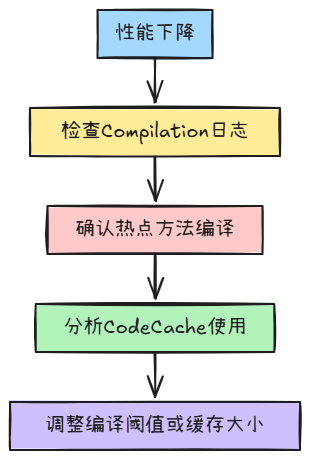 性能下降
检查Compilation日志
确认热点方法编译
分析CodeCache使用
调整编译阈值或缓存大小